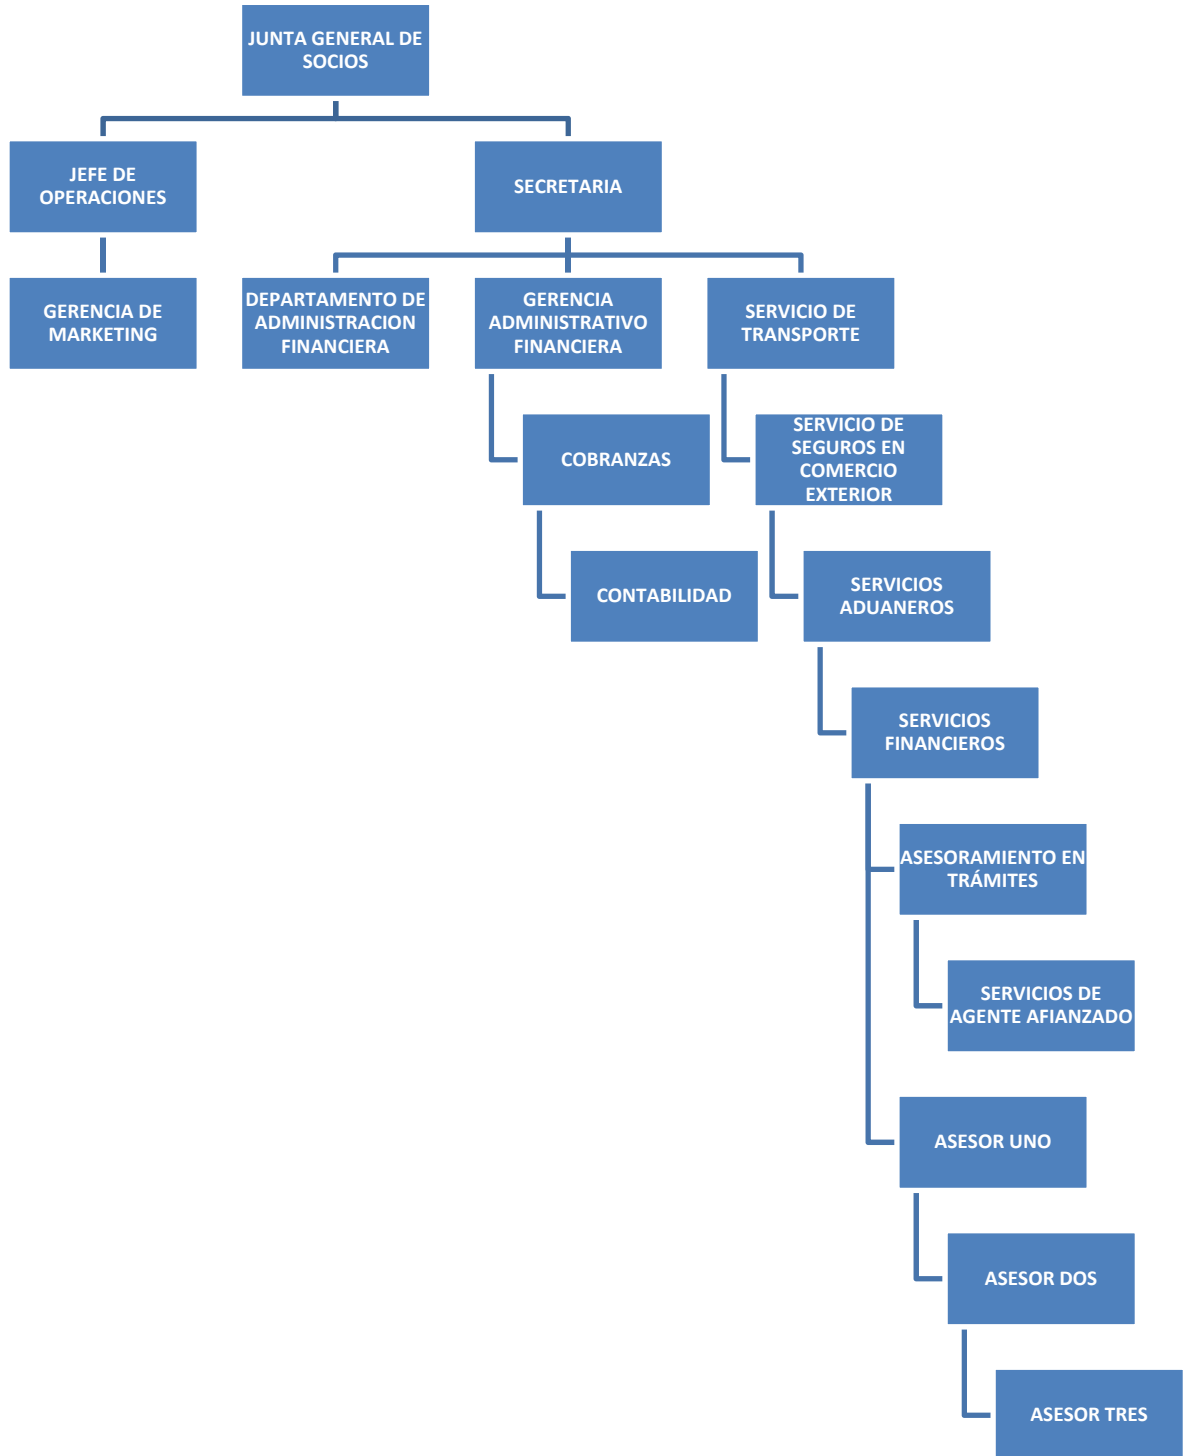 JUNTA GENERAL DE
SOCIOS
JEFE DE
OPERACIONES
SECRETARIA
GERENCIA DE
MARKETING
DEPARTAMENTO DE
ADMINISTRACION
FINANCIERA
GERENCIA
ADMINISTRATIVO
FINANCIERA
SERVICIO DE
TRANSPORTE
COBRANZAS
SERVICIO DE
SEGUROS EN
COMERCIO
EXTERIOR
CONTABILIDAD
SERVICIOS
ADUANEROS
SERVICIOS
FINANCIEROS
ASESORAMIENTO EN
TRÁMITES
SERVICIOS DE
AGENTE AFIANZADO
ASESOR UNO
ASESOR DOS
ASESOR TRES